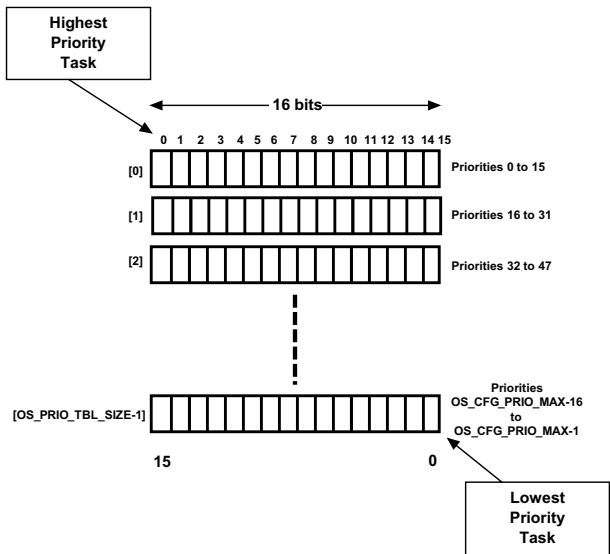 Highest
Priority
Task
16 bits
0 1 2 3 4 5 6 7 8 9 10 11 12 13 14 15
[0]
Priorities 0 to 15
[1]
Priorities 16 to 31
[2]
Priorities 32 to 47
[OS_PRIO_TBL_SIZE-1]
Priorities
OS_CFG_PRIO_MAX-16
to
OS_CFG_PRIO_MAX-1
15 0
Lowest
Priority
Task